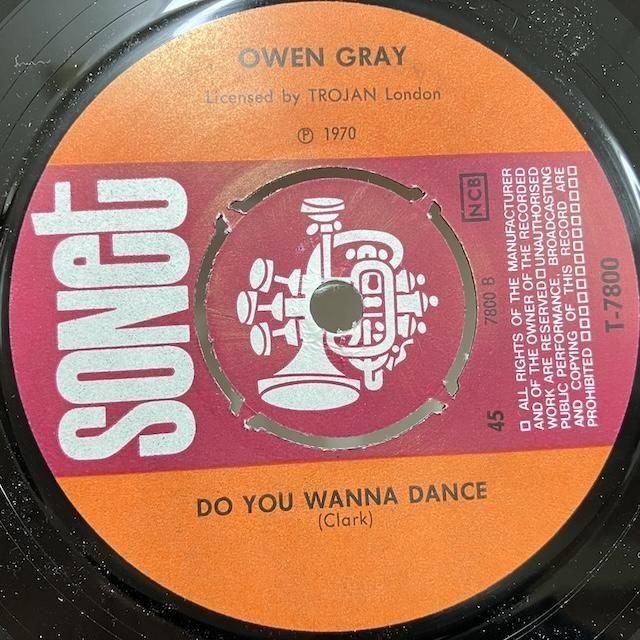 OWEN GRAY
Licensed by TROJAN London
℗ 1970
SONET
NCB
7800 B
45
□ ALL RIGHTS OF THE MANUFACTURER
AND OF THE OWNER OF THE RECORDED
WORK ARE RESERVED □ UNAUTHORISED
PUBLIC PERFORMANCE, BROADCASTING
AND COPYING OF THIS RECORD ARE
PROHIBITED □□□□□□□□□□□□□□□
T-7800
DO YOU WANNA DANCE
(Clark)